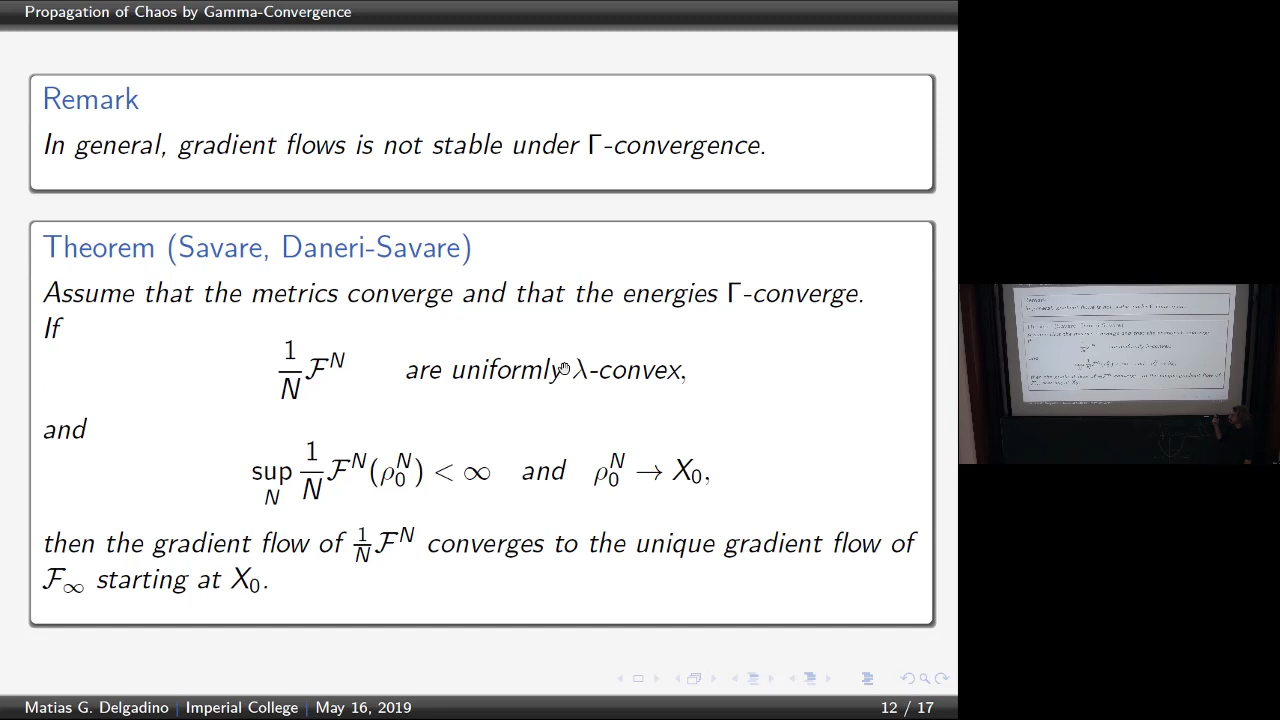 Propagation of Chaos by Gamma-Convergence
Remark
In general, gradient flows is not stable under Γ-convergence.
Theorem (Savare, Daneri-Savare)
Assume that the metrics converge and that the energies Γ-converge.
If
1/N ℱ^N are uniformly λ-convex,
and
sup_N 1/N ℱ^N(ρ_0^N) < ∞ and ρ_0^N → X_0,
then the gradient flow of 1/N ℱ^N converges to the unique gradient flow of
ℱ_∞ starting at X_0.
Matias G. Delgadino Imperial College May 16, 2019 12 / 17